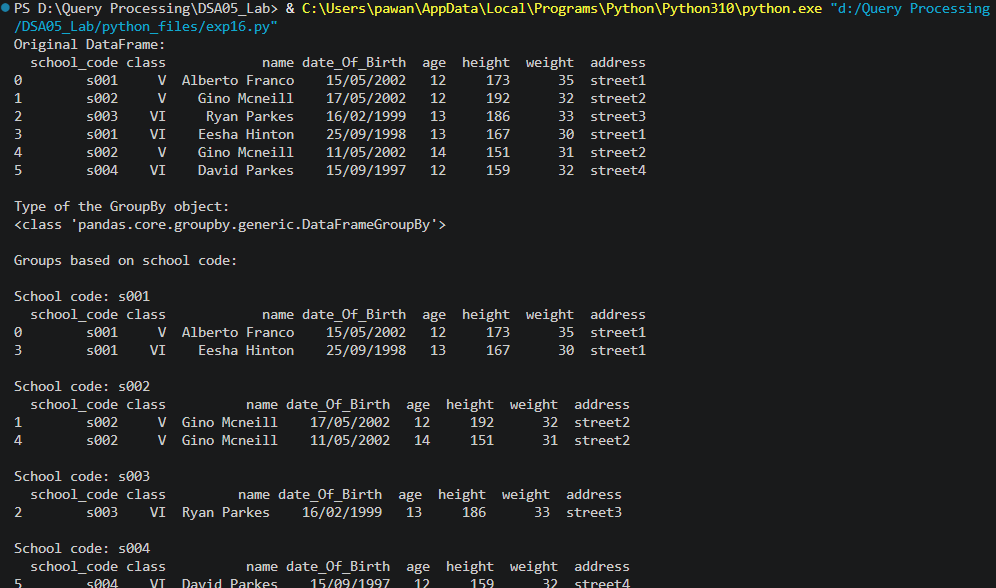 PS D:\Query Processing\DSA05_Lab> & C:\Users\pawan\AppData\Local\Programs\Python\Python310\python.exe "d:/Query Processing
/DSA05_Lab/python_files/exp16.py"
Original DataFrame:
  school_code class            name date_Of_Birth  age  height  weight  address
0        s001     V  Alberto Franco    15/05/2002   12     173      35  street1
1        s002     V    Gino Mcneill    17/05/2002   12     192      32  street2
2        s003    VI     Ryan Parkes    16/02/1999   13     186      33  street3
3        s001    VI    Eesha Hinton    25/09/1998   13     167      30  street1
4        s002     V    Gino Mcneill    11/05/2002   14     151      31  street2
5        s004    VI    David Parkes    15/09/1997   12     159      32  street4

Type of the GroupBy object:
<class 'pandas.core.groupby.generic.DataFrameGroupBy'>

Groups based on school code:

School code: s001
  school_code class            name date_Of_Birth  age  height  weight  address
0        s001     V  Alberto Franco    15/05/2002   12     173      35  street1
3        s001    VI    Eesha Hinton    25/09/1998   13     167      30  street1

School code: s002
  school_code class          name date_Of_Birth  age  height  weight  address
1        s002     V  Gino Mcneill    17/05/2002   12     192      32  street2
4        s002     V  Gino Mcneill    11/05/2002   14     151      31  street2

School code: s003
  school_code class         name date_Of_Birth  age  height  weight  address
2        s003    VI  Ryan Parkes    16/02/1999   13     186      33  street3

School code: s004
  school_code class          name date_Of_Birth  age  height  weight  address
5        s004    VI  David Parkes    15/09/1997   12     159      32  street4